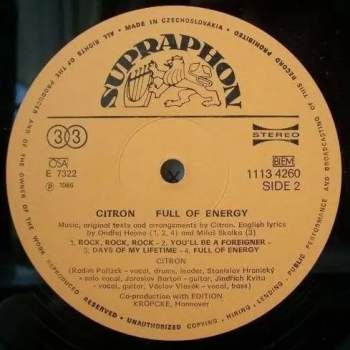 MADE IN CZECHOSLOVAKIA
ALL RIGHTS OF THE PRODUCER AND OF THE OWNER OF THE WORK REPRODUCED RESERVED
UNAUTHORIZED COPYING, HIRING, LENDING, PUBLIC PERFORMANCE AND BROADCASTING OF THIS RECORD PROHIBITED
SUPRAPHON
33
STEREO
OSA
E 7322
℗ 1986
BIEM
1113 4260
SIDE 2
CITRON FULL OF ENERGY
Music, original texts and arrangements by Citron. English lyrics
by Ondřej Hejma (1, 2, 4) and Miloš Skalka (3)
1. ROCK, ROCK, ROCK - 2. YOU'LL BE A FOREIGNER -
3. DAYS OF MY LIFETIME - 4. FULL OF ENERGY
CITRON
(Radim Pařízek - vocal, drums, leader, Stanislav Hranický
- solo vocal, Jaroslav Bartoň - guitar, Jindřich Kvita
- vocal, guitar, Václav Vlasák - vocal, bass)
Co-production with EDITION
KRÖPCKE, Hannover